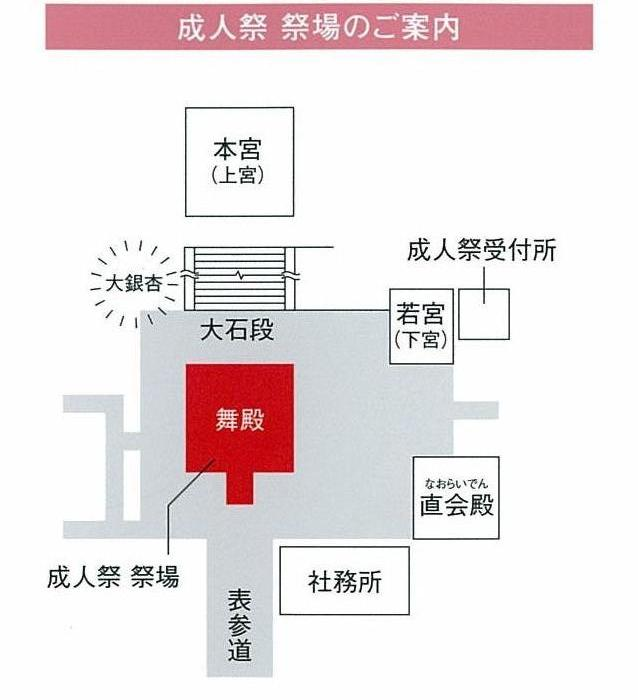 成人祭 祭場のご案内
本宮
(上宮)
成人祭受付所
大銀杏
若宮
(下宮)
大石段
舞殿
なおらいでん
直会殿
成人祭 祭場
社務所
表参道